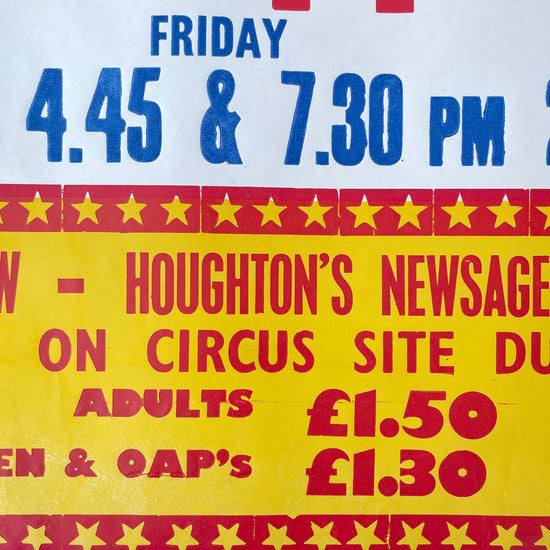 FRIDAY
4.45 & 7.30 PM
W - HOUGHTON'S NEWSAGE
ON CIRCUS SITE DU
ADULTS £1.50
EN & OAP's £1.30